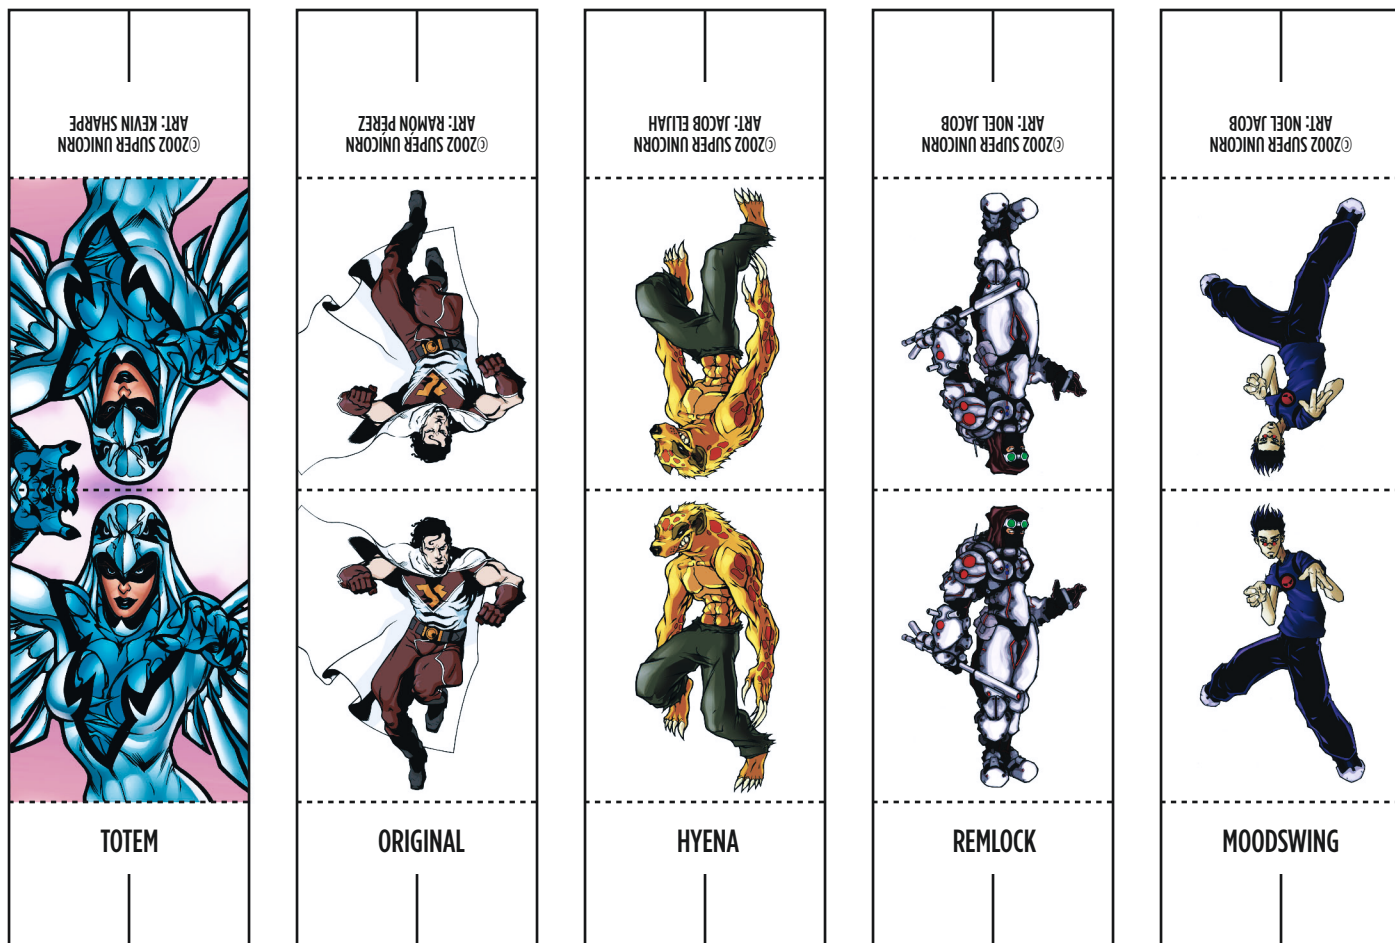 ©2002 SUPER UNICORN
ART: KEVIN SHARPE
©2002 SUPER UNICORN
ART: RAMÓN PÉREZ
©2002 SUPER UNICORN
ART: JACOB ELIJAH
©2002 SUPER UNICORN
ART: NOEL JACOB
©2002 SUPER UNICORN
ART: NOEL JACOB
TOTEM
ORIGINAL
HYENA
REMLOCK
MOODSWING